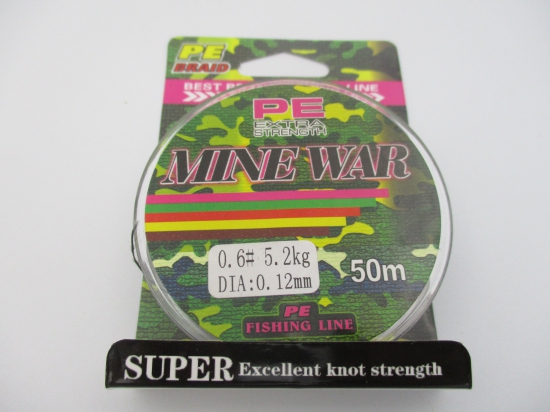 PE
BRAID
BEST
LINE
PE
EXTRA
STRENGTH
MINE WAR
0.6# 5.2kg
DIA:0.12mm
50m
PE
FISHING LINE
SUPER Excellent knot strength